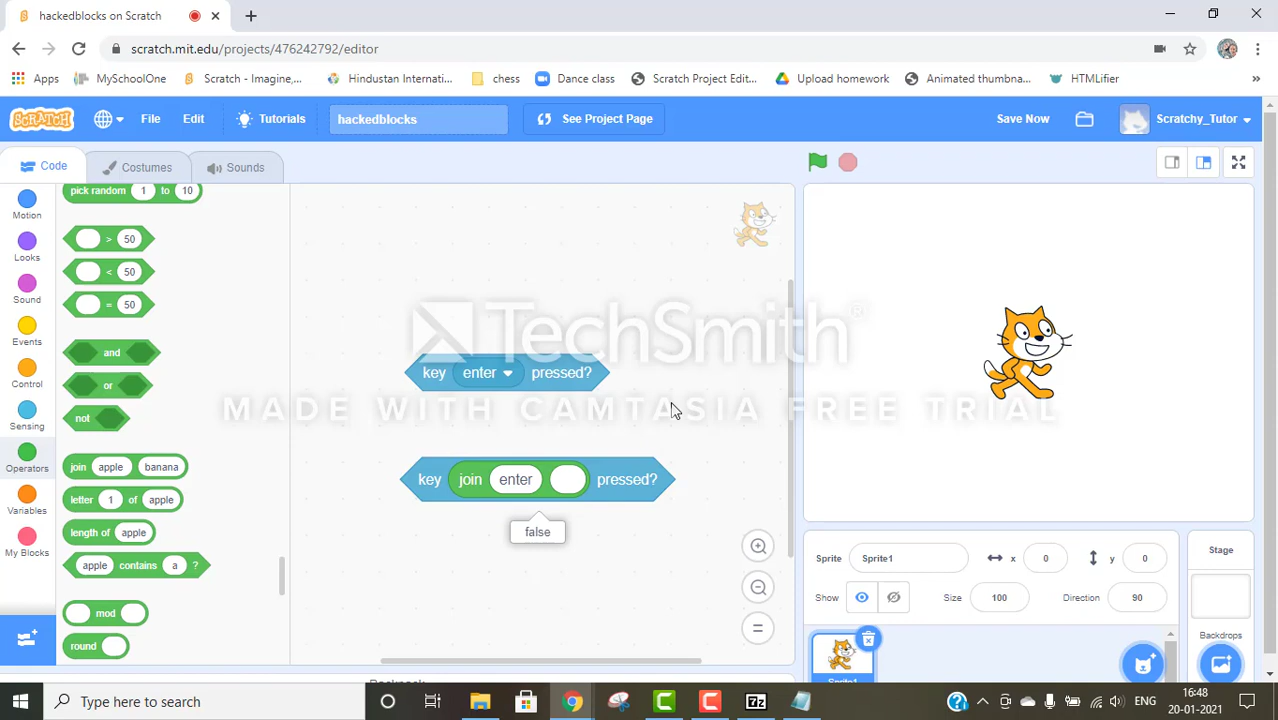 hackedblocks on Scratch
scratch.mit.edu/projects/476242792/editor
Apps MySchoolOne Scratch - Imagine,... Hindustan Internati... chess Dance class Scratch Project Edit... Upload homework Animated thumbna... HTMLifier »
SCRATCH File Edit Tutorials hackedblocks See Project Page Save Now Scratchy_Tutor
Code Costumes Sounds
Motion
Looks
Sound
Events
Control
Sensing
Operators
Variables
My Blocks
pick random 1 to 10
> 50
< 50
= 50
and
or
not
join apple banana
letter 1 of apple
length of apple
apple contains a ?
mod
round
key enter pressed?
key join enter pressed?
false
TechSmith®
MADE WITH CAMTASIA FREE TRIAL
Sprite Sprite1 x 0 y 0
Show Size 100 Direction 90
Sprite1
Stage
Backdrops
Type here to search
7z
ENG
16:48
20-01-2021